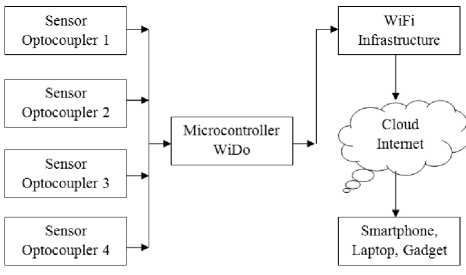 Sensor
Optocoupler 1
Sensor
Optocoupler 2
Sensor
Optocoupler 3
Sensor
Optocoupler 4
Microcontroller
WiDo
WiFi
Infrastructure
Cloud
Internet
Smartphone,
Laptop, Gadget